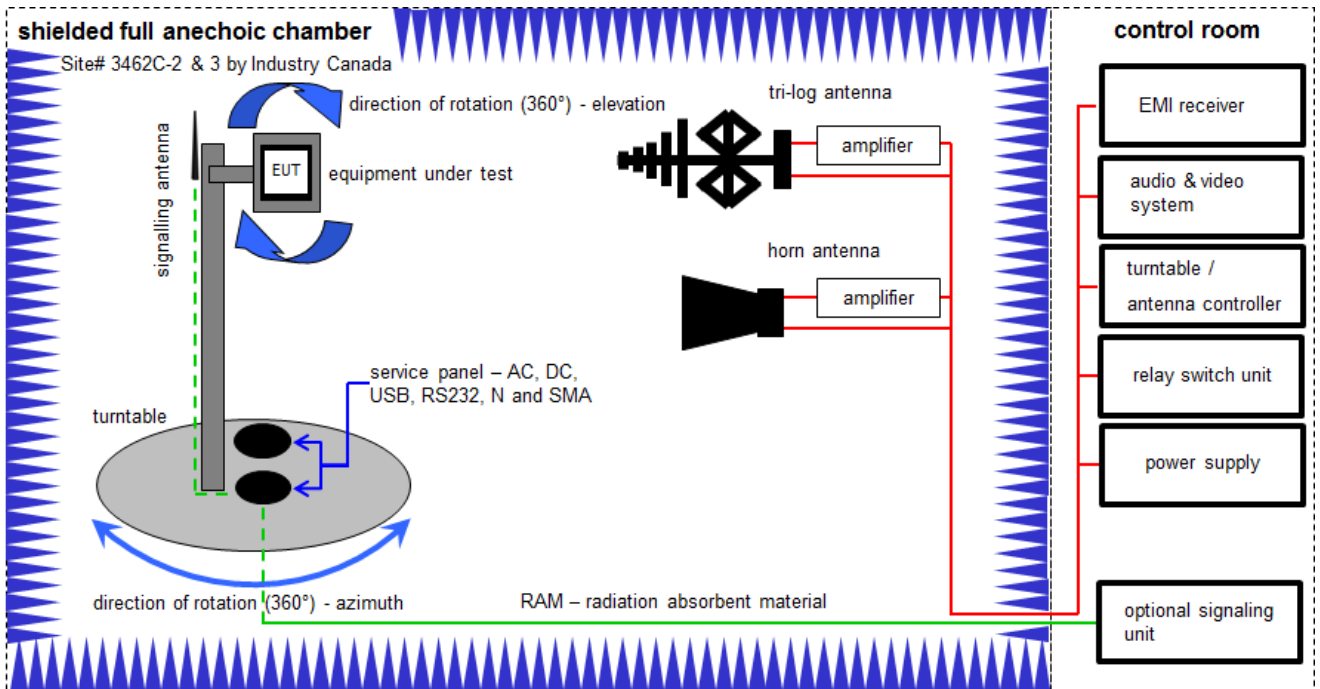 shielded full anechoic chamber
Site# 3462C-2 & 3 by Industry Canada
direction of rotation (360°) - elevation
signalling antenna
EUT
equipment under test
tri-log antenna
amplifier
horn antenna
amplifier
service panel – AC, DC,
USB, RS232, N and SMA
turntable
direction of rotation (360°) - azimuth
RAM – radiation absorbent material
control room
EMI receiver
audio & video
system
turntable /
antenna controller
relay switch unit
power supply
optional signaling
unit